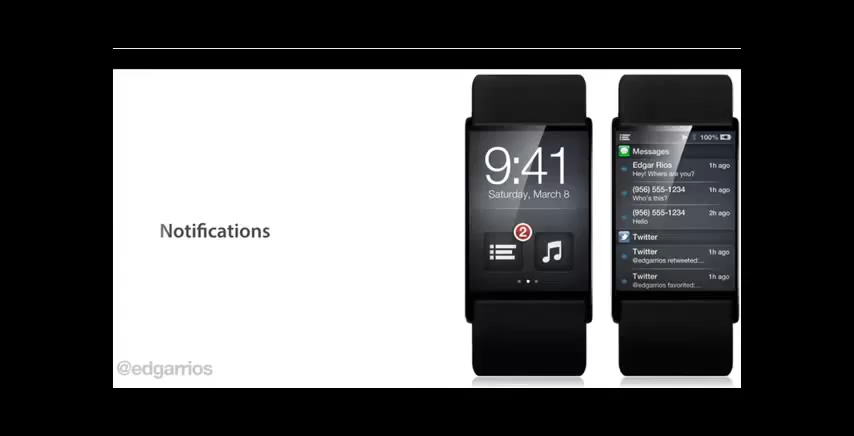 Notifications
@edgarrios
9:41
Saturday, March 8
2
100%
Messages
Edgar Rios 1h ago
Hey! Where are you?
(956) 555-1234 1h ago
Who's this?
(956) 555-1234 2h ago
Hello
Twitter
Twitter 1h ago
@edgarrios retweeted:...
Twitter 1h ago
@edgarrios favorited:...